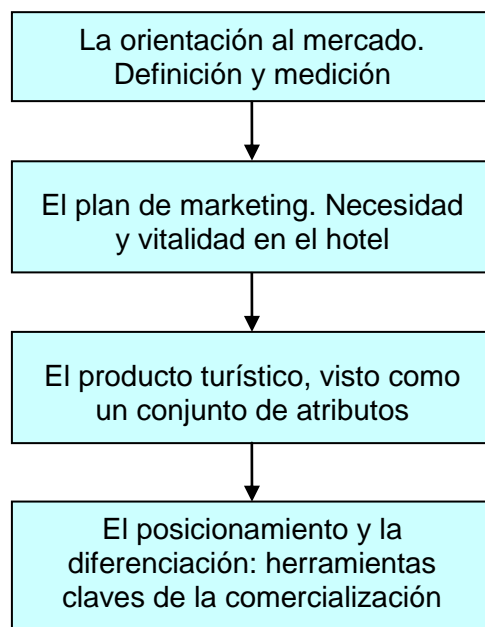 La orientación al mercado.
Definición y medición
El plan de marketing. Necesidad
y vitalidad en el hotel
El producto turístico, visto como
un conjunto de atributos
El posicionamiento y la
diferenciación: herramientas
claves de la comercialización